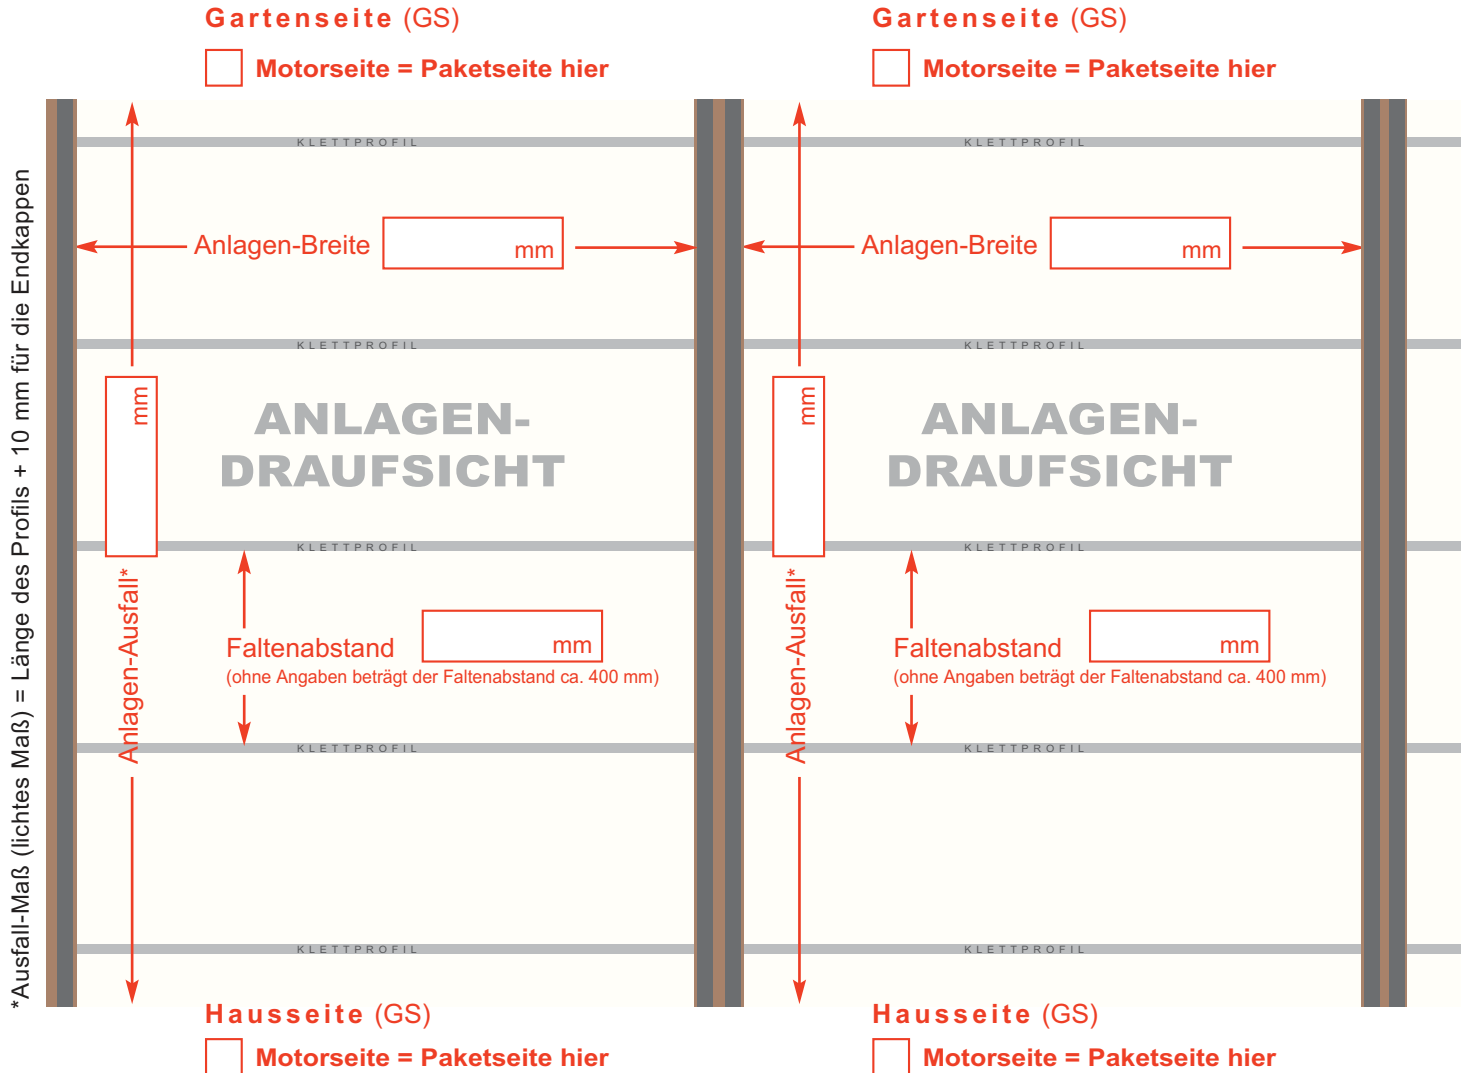 Gartenseite (GS)
Motorseite = Paketseite hier
KLETTPROFIL
Anlagen-Breite mm
KLETTPROFIL
mm
ANLAGEN-
DRAUFSICHT
KLETTPROFIL
Anlagen-Ausfall*
Faltenabstand mm
(ohne Angaben beträgt der Faltenabstand ca. 400 mm)
KLETTPROFIL
KLETTPROFIL
Hausseite (GS)
Motorseite = Paketseite hier
Gartenseite (GS)
Motorseite = Paketseite hier
KLETTPROFIL
Anlagen-Breite mm
KLETTPROFIL
mm
ANLAGEN-
DRAUFSICHT
KLETTPROFIL
Anlagen-Ausfall*
Faltenabstand mm
(ohne Angaben beträgt der Faltenabstand ca. 400 mm)
KLETTPROFIL
KLETTPROFIL
Hausseite (GS)
Motorseite = Paketseite hier
*Ausfall-Maß (lichtes Maß) = Länge des Profils + 10 mm für die Endkappen